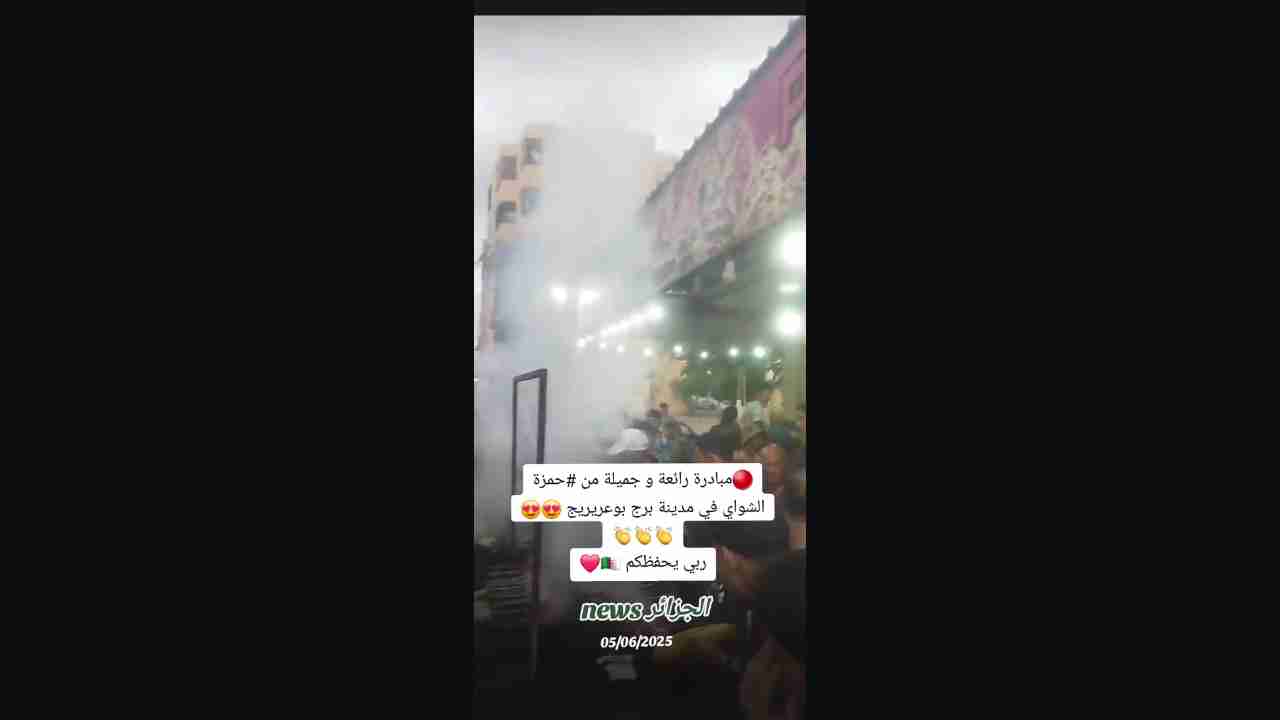 🔴مبادرة رائعة و جميلة من #حمزة
الشواي في مدينة برج بوعريريج 😍😍
👏👏👏
ربي يحفظكم 🇩🇿❤️
الجزائر news
05/06/2025